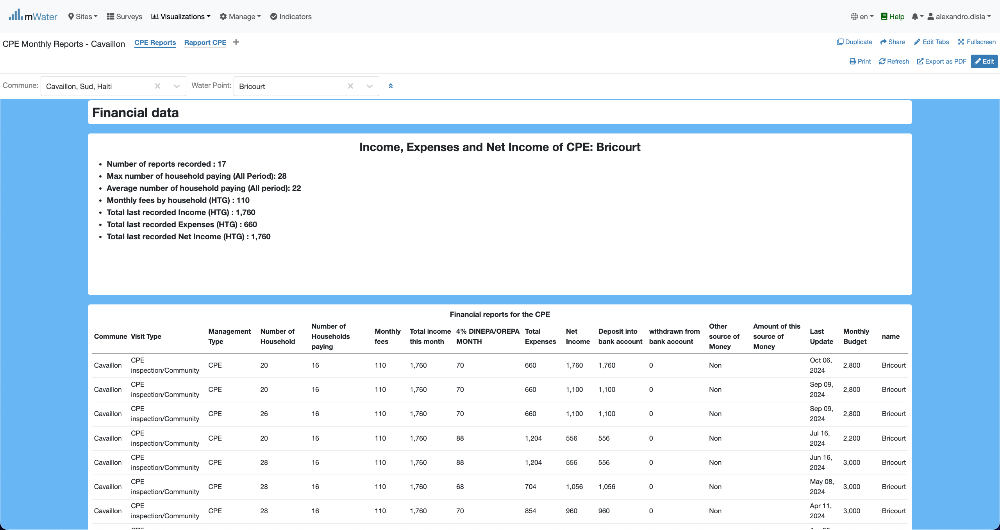 mWater Sites Surveys Visualizations Manage Indicators en Help alexandro.disla
CPE Monthly Reports - Cavaillon CPE Reports Rapport CPE + Duplicate Share Edit Tabs Fullscreen
Print Refresh Export as PDF Edit
Commune: Cavaillon, Sud, Haiti Water Point: Bricourt
Financial data
Income, Expenses and Net Income of CPE: Bricourt
• Number of reports recorded : 17
• Max number of household paying (All Period): 28
• Average number of household paying (All period): 22
• Monthly fees by household (HTG) : 110
• Total last recorded Income (HTG) : 1,760
• Total last recorded Expenses (HTG) : 660
• Total last recorded Net Income (HTG) : 1,760
Financial reports for the CPE
Commune Visit Type Management Type Number of Household Number of Households paying Monthly fees Total income this month 4% DINEPA/OREPA MONTH Total Expenses Net Income Deposit into bank account withdrawn from bank account Other source of Money Amount of this source of Money Last Update Monthly Budget name
Cavaillon CPE inspection/Community CPE 20 16 110 1,760 70 660 1,760 1,760 0 Non Oct 06, 2024 2,800 Bricourt
Cavaillon CPE inspection/Community CPE 20 16 110 1,760 70 660 1,100 1,100 0 Non Sep 09, 2024 2,800 Bricourt
Cavaillon CPE inspection/Community CPE 26 16 110 1,760 70 660 1,100 1,100 0 Non Sep 09, 2024 2,800 Bricourt
Cavaillon CPE inspection/Community CPE 20 16 110 1,760 88 1,204 556 556 0 Non Jul 16, 2024 2,200 Bricourt
Cavaillon CPE inspection/Community CPE 28 16 110 1,760 88 1,204 556 556 0 Non Jun 16, 2024 3,000 Bricourt
Cavaillon CPE inspection/Community CPE 28 16 110 1,760 68 704 1,056 1,056 0 Non May 08, 2024 3,000 Bricourt
Cavaillon CPE inspection/Community CPE 28 16 110 1,760 70 854 960 960 0 Non Apr 11, 2024 3,000 Bricourt